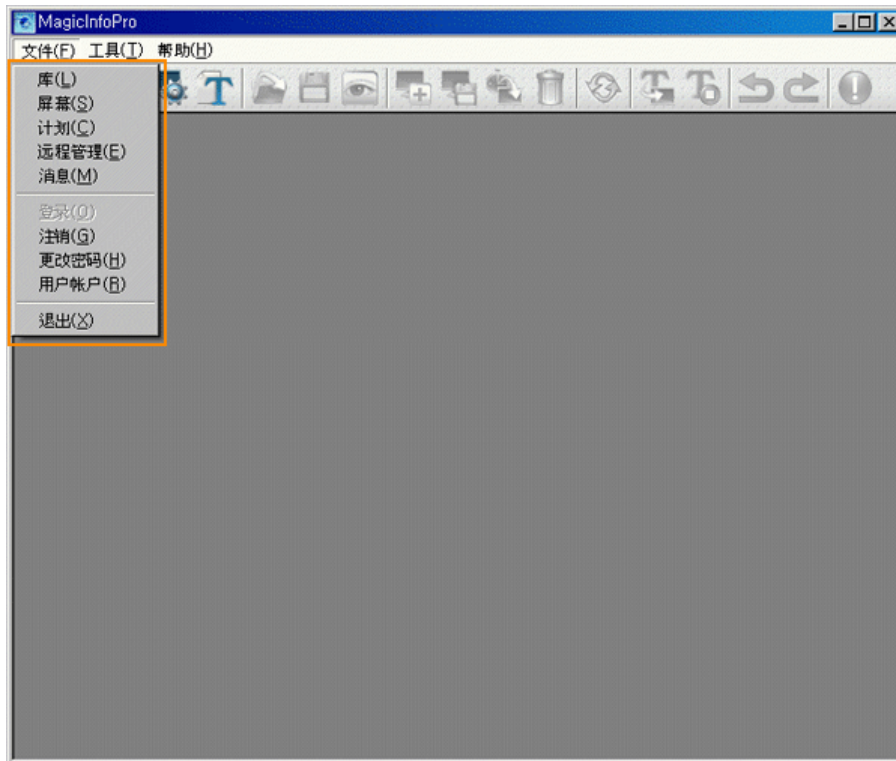 MagicInfoPro
文件(F) 工具(T) 帮助(H)
库(L)
屏幕(S)
计划(C)
远程管理(E)
消息(M)
登录(O)
注销(G)
更改密码(H)
用户帐户(R)
退出(X)